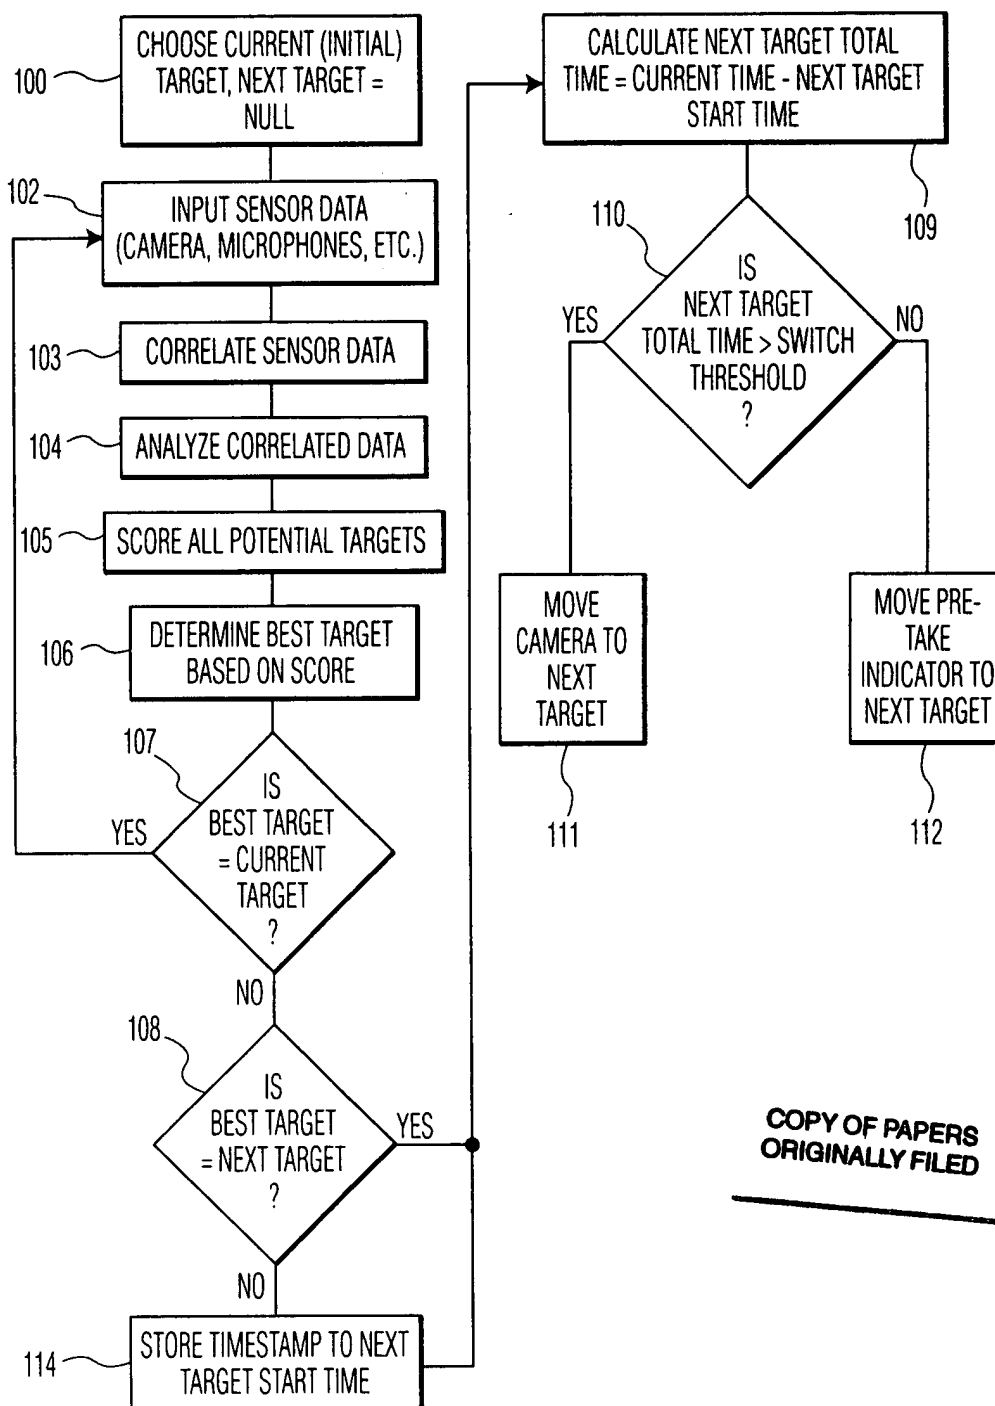 100
CHOOSE CURRENT (INITIAL)
TARGET, NEXT TARGET =
NULL
102
INPUT SENSOR DATA
(CAMERA, MICROPHONES, ETC.)
103
CORRELATE SENSOR DATA
104
ANALYZE CORRELATED DATA
105
SCORE ALL POTENTIAL TARGETS
106
DETERMINE BEST TARGET
BASED ON SCORE
107
IS
BEST TARGET
= CURRENT
TARGET
?
YES
NO
108
IS
BEST TARGET
= NEXT TARGET
?
YES
NO
114
STORE TIMESTAMP TO NEXT
TARGET START TIME
CALCULATE NEXT TARGET TOTAL
TIME = CURRENT TIME - NEXT TARGET
START TIME
109
110
IS
NEXT TARGET
TOTAL TIME > SWITCH
THRESHOLD
?
YES
NO
MOVE
CAMERA TO
NEXT
TARGET
111
MOVE PRE-
TAKE
INDICATOR TO
NEXT TARGET
112
COPY OF PAPERS
ORIGINALLY FILED